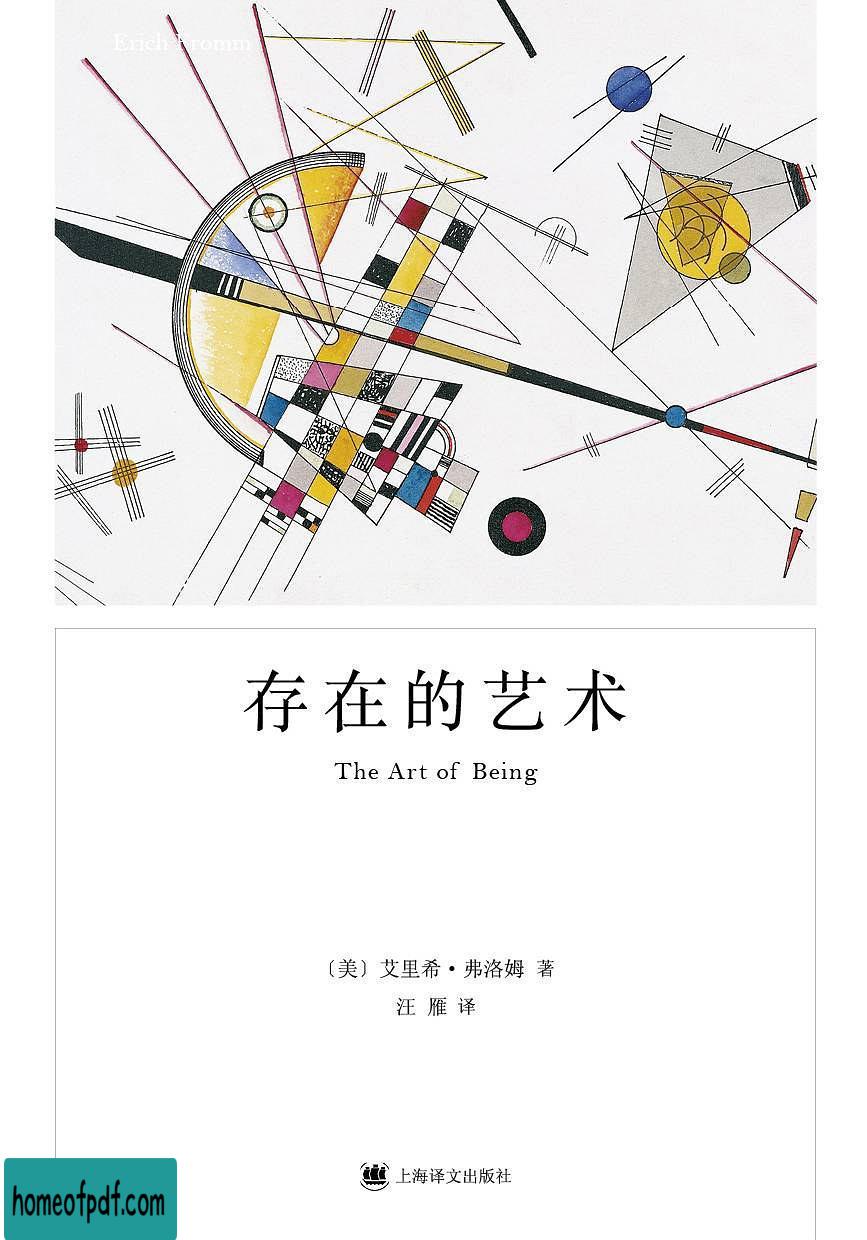 Erich Fromm
存在的艺术
The Art of Being
〔美〕艾里希·弗洛姆 著
汪 雁 译
上海译文出版社
homeofpdf.com